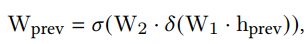 W_prev = σ(W_2 · δ(W_1 · h_prev)),